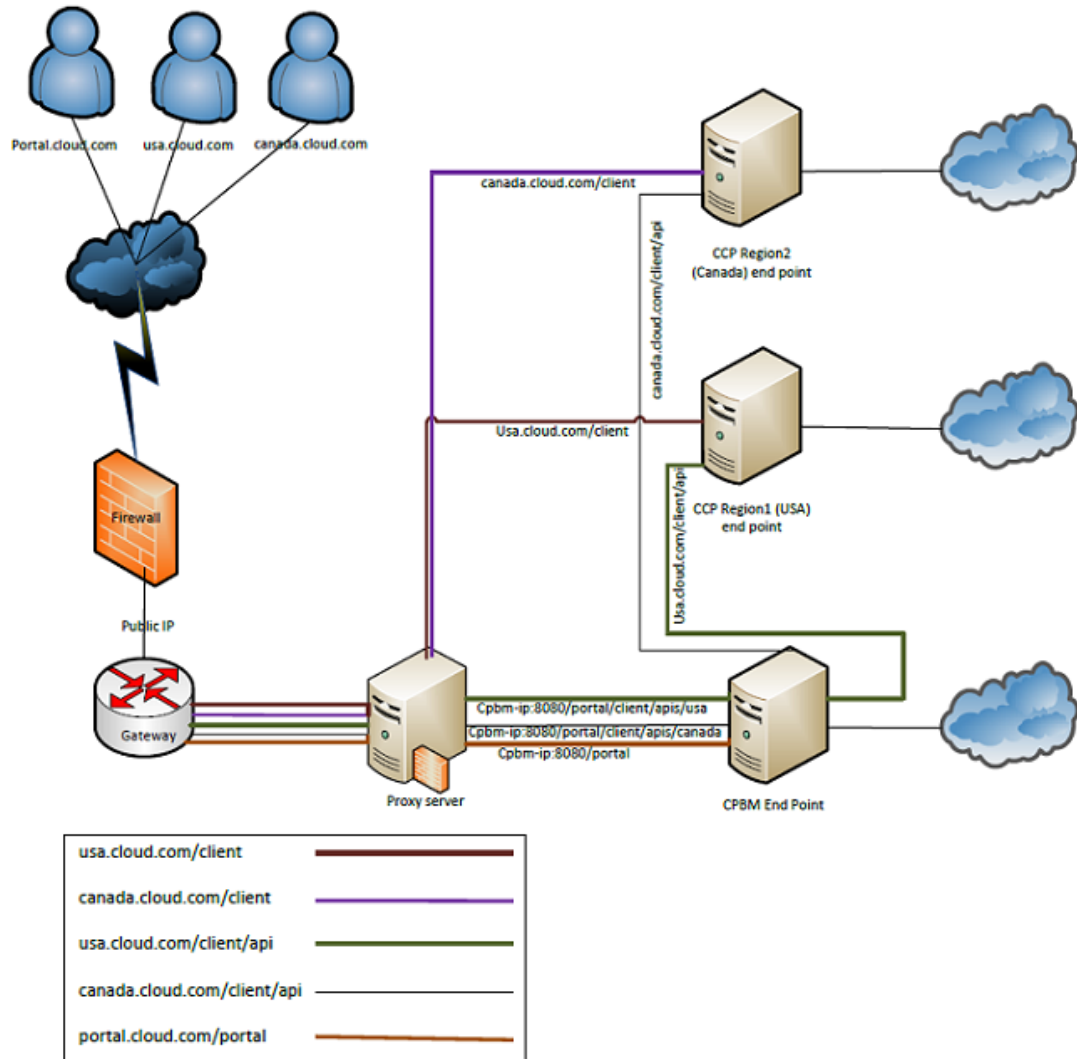 Portal.cloud.com
usa.cloud.com
canada.cloud.com
canada.cloud.com/client
CCP Region2
(Canada) end point
canada.cloud.com/client/api
Usa.cloud.com/client
CCP Region1 (USA)
end point
Usa.cloud.com/client/api
Firewall
Public IP
Gateway
Proxy server
Cpbm-ip:8080/portal/client/apis/usa
Cpbm-ip:8080/portal/client/apis/canada
Cpbm-ip:8080/portal
CPBM End Point
usa.cloud.com/client
canada.cloud.com/client
usa.cloud.com/client/api
canada.cloud.com/client/api
portal.cloud.com/portal